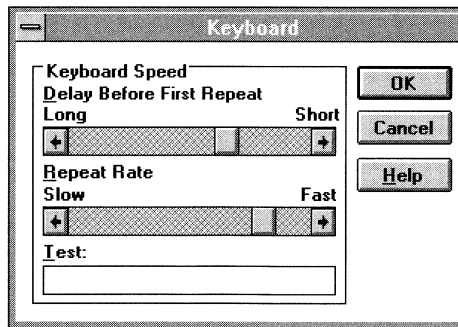 Keyboard
Keyboard Speed
Delay Before First Repeat
Long Short
Repeat Rate
Slow Fast
Test:
OK
Cancel
Help